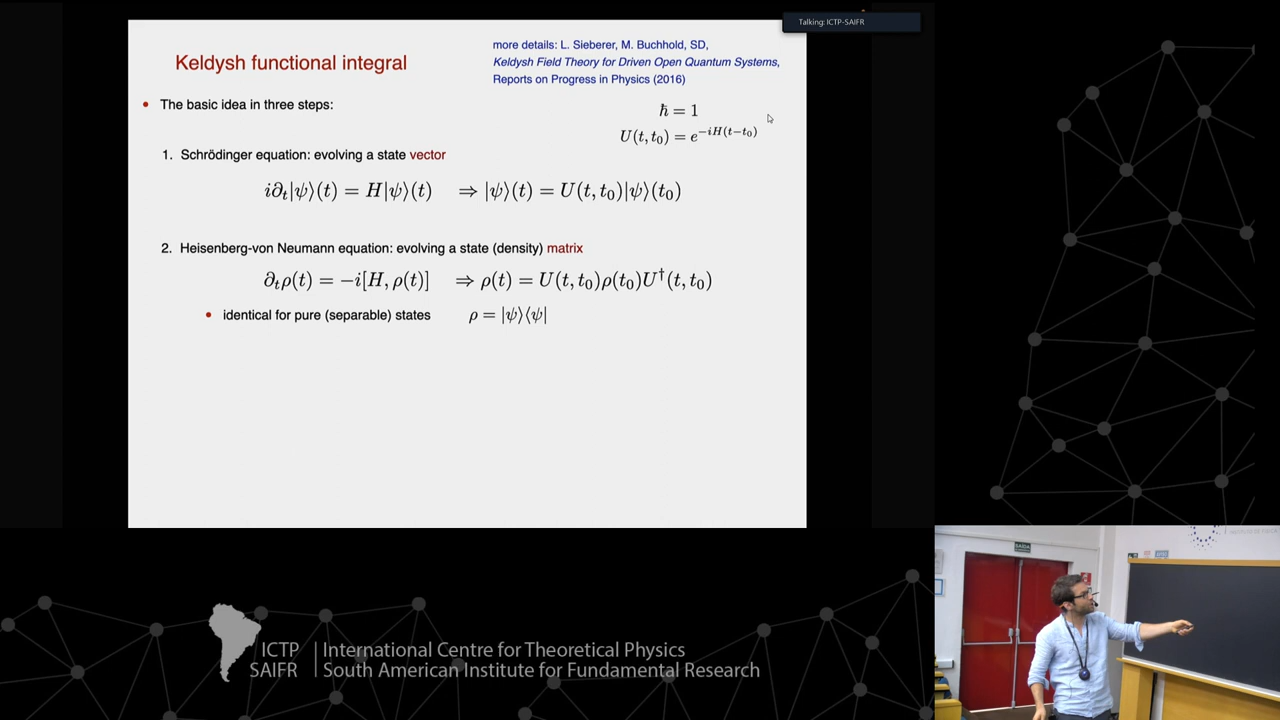 Talking: ICTP-SAIFR
Keldysh functional integral
more details: L. Sieberer, M. Buchhold, SD,
Keldysh Field Theory for Driven Open Quantum Systems,
Reports on Progress in Physics (2016)
• The basic idea in three steps:
ħ = 1
U(t, t₀) = e^{−iH(t−t₀)}
1. Schrödinger equation: evolving a state vector
i∂ₜ|ψ⟩(t) = H|ψ⟩(t) ⇒ |ψ⟩(t) = U(t, t₀)|ψ⟩(t₀)
2. Heisenberg-von Neumann equation: evolving a state (density) matrix
∂ₜρ(t) = −i[H, ρ(t)] ⇒ ρ(t) = U(t, t₀)ρ(t₀)U†(t, t₀)
• identical for pure (separable) states ρ = |ψ⟩⟨ψ|
SAÍDA
ICTP
SAIFR
International Centre for Theoretical Physics
South American Institute for Fundamental Research